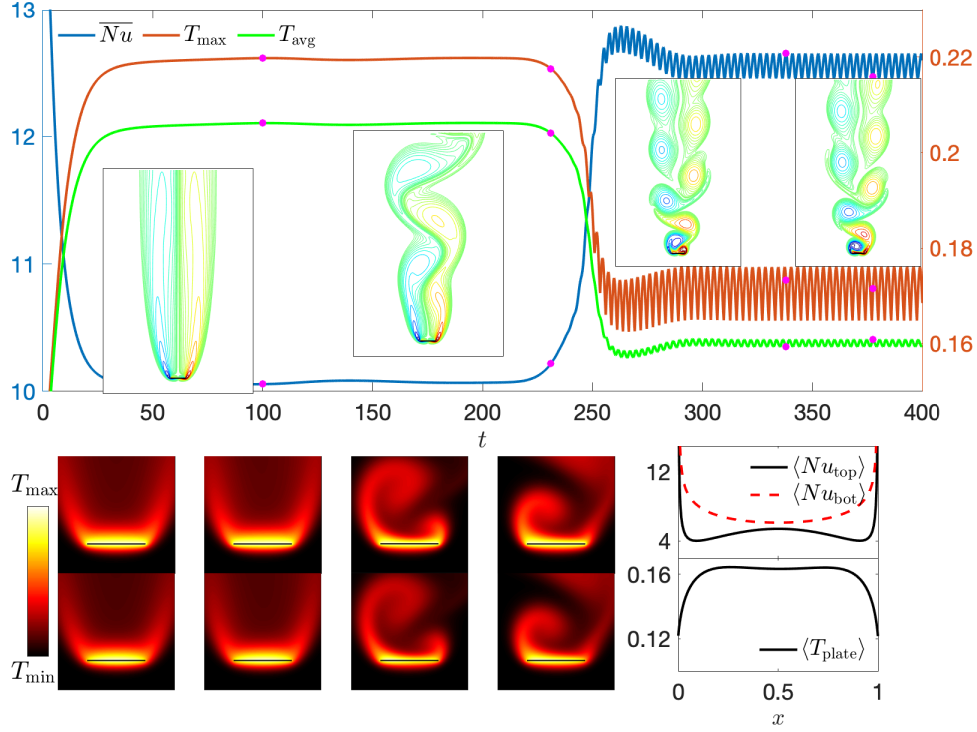 13
12
11
10
Nu T_max T_avg
0.22
0.2
0.18
0.16
0 50 100 150 200 250 300 350 400
t
T_max
T_min
12
4
⟨Nu_top⟩
⟨Nu_bot⟩
0.16
0.12
⟨T_plate⟩
0 0.5 1
x